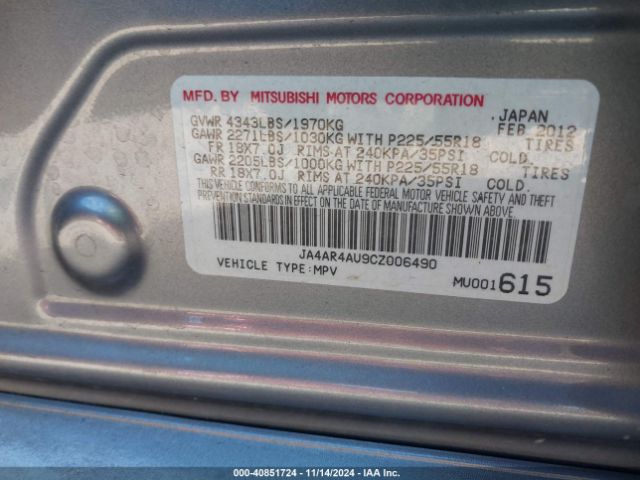 MFD. BY MITSUBISHI MOTORS CORPORATION
GVWR 4343LBS/1970KG , JAPAN
GAWR 2271LBS/1030KG WITH P225/55R18 FEB 2012 TIRES
FR 18X7.0J RIMS AT 240KPA/35PSI COLD.
GAWR 2205LBS/1000KG WITH P225/55R18 TIRES
RR 18X7.0J RIMS AT 240KPA/35PSI COLD.
THIS VEHICLE CONFORMS TO ALL APPLICABLE FEDERAL MOTOR VEHICLE SAFETY AND THEFT
PREVENTION STANDARDS IN EFFECT ON THE DATE OF MANUFACTURE SHOWN ABOVE.
JA4AR4AU9CZ006490
VEHICLE TYPE:MPV MU001615
000-40851724 - 11/14/2024 - IAA Inc.